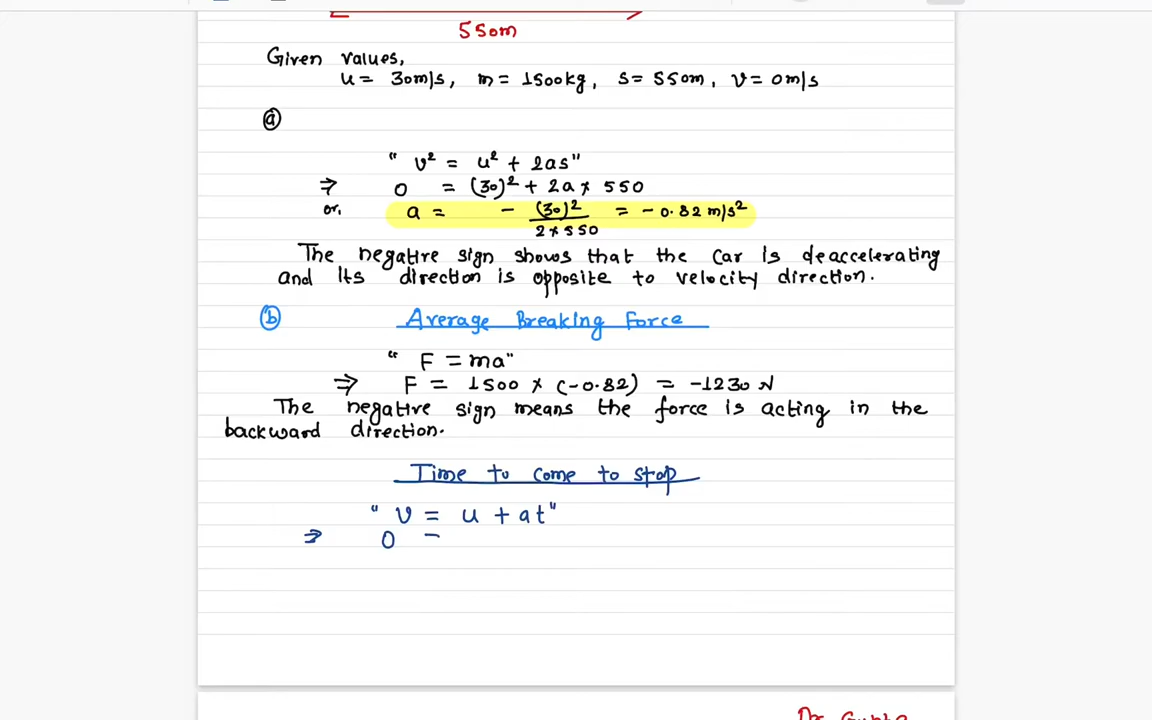 550m
Given values,
u = 30m/s, m = 1500kg, s = 550m, v = 0m/s
ⓐ
" v² = u² + 2as"
⇒ 0 = (30)² + 2a × 550
or, a = - (30)² / 2×550 = - 0.82 m/s²
The negative sign shows that the car is deaccelerating
and its direction is opposite to velocity direction.
ⓑ Average Breaking Force
" F = ma"
⇒ F = 1500 × (-0.82) = -1230 N
The negative sign means the force is acting in the
backward direction.
Time to come to stop
" v = u + at"
⇒ 0 =